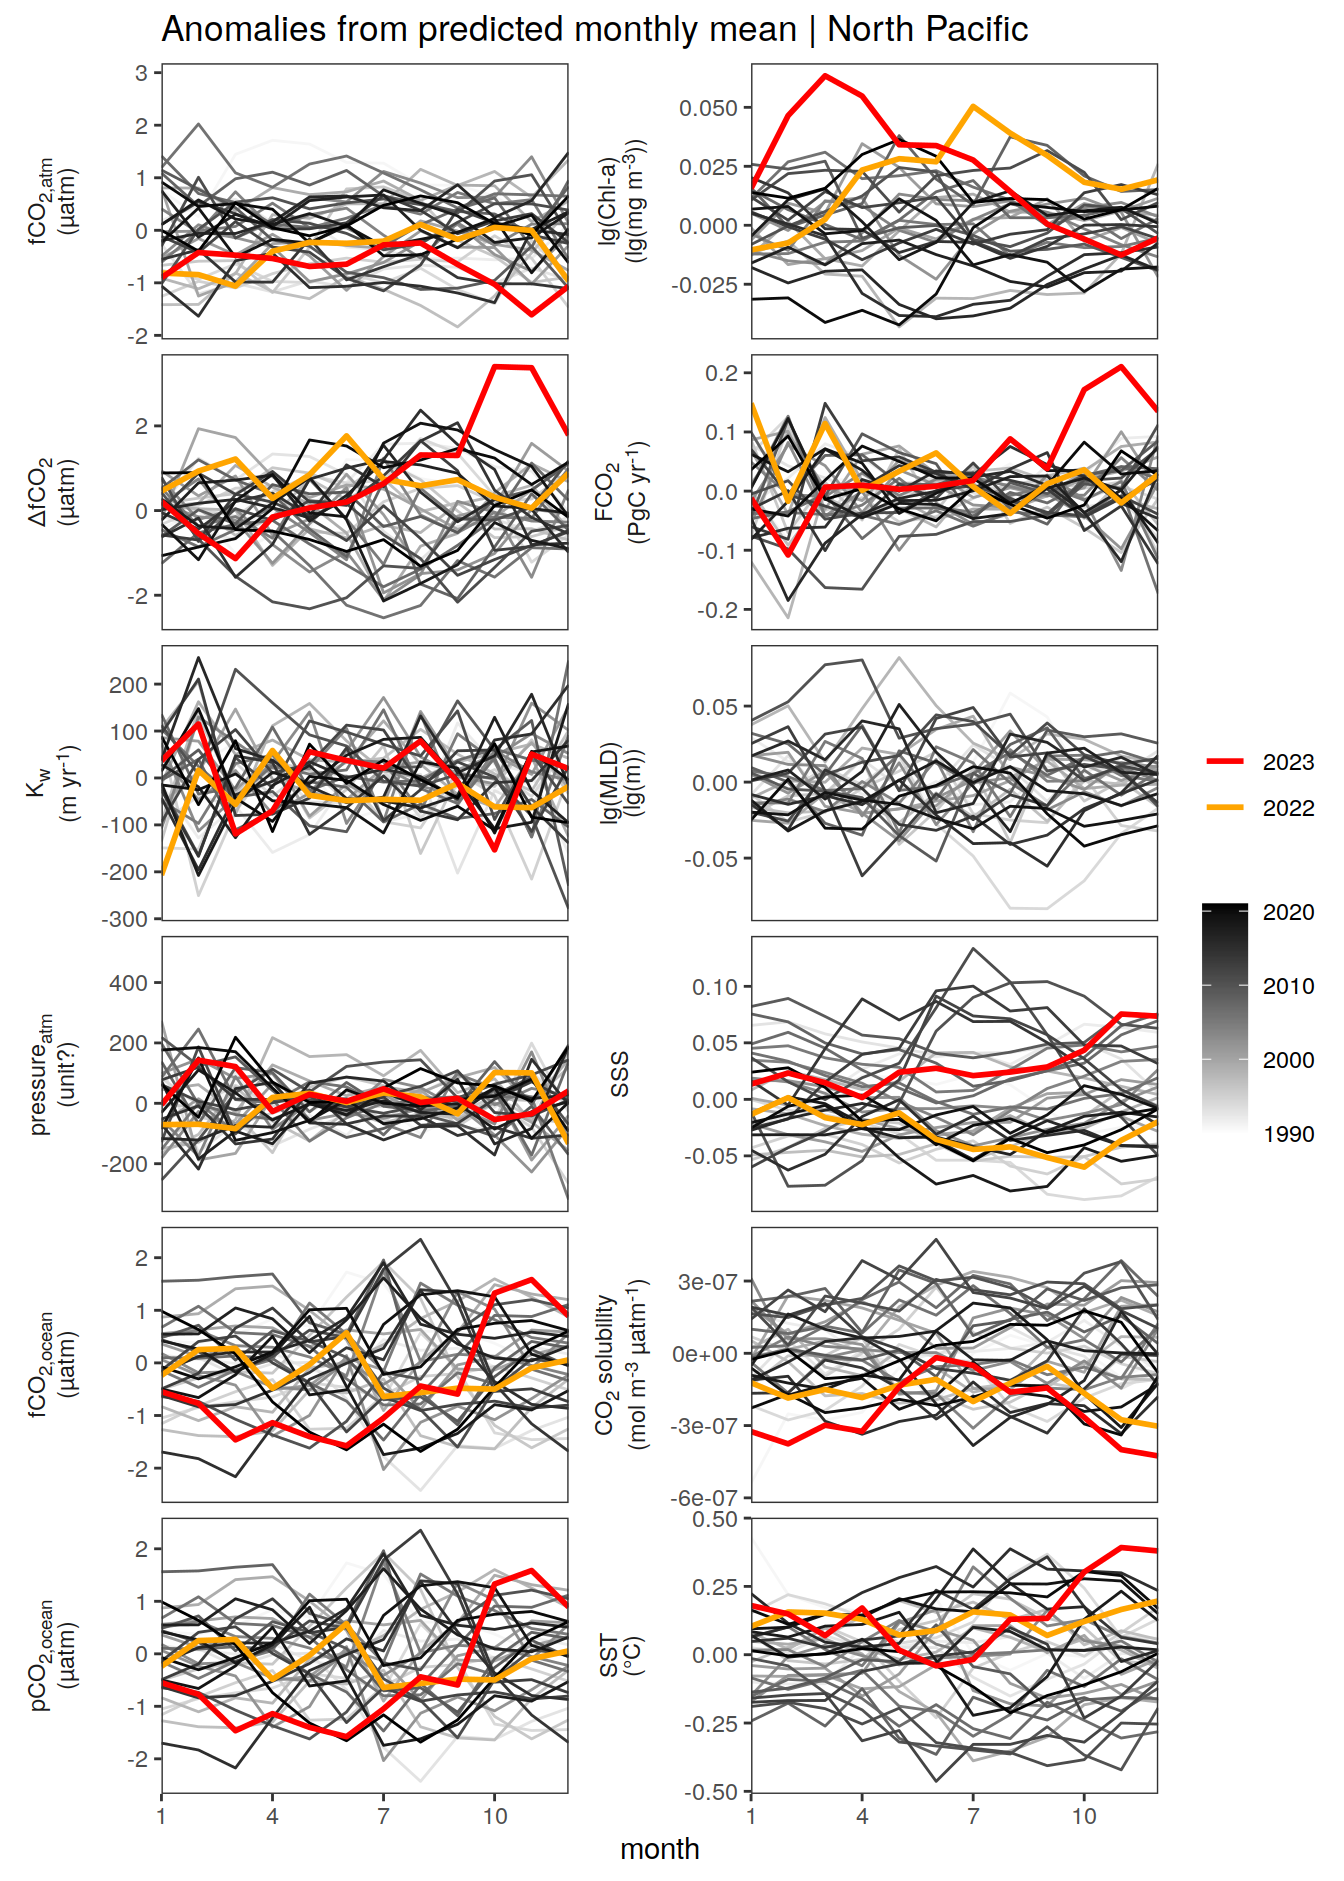 Anomalies from predicted monthly mean | North Pacific
fCO2,atm
(µatm)
3
2
1
0
-1
-2
lg(Chl-a)
(lg(mg m-3))
0.050
0.025
0.000
-0.025
ΔfCO2
(µatm)
2
0
-2
FCO2
(PgC yr-1)
0.2
0.1
0.0
-0.1
-0.2
Kw
(m yr-1)
200
100
0
-100
-200
-300
lg(MLD)
(lg(m))
0.05
0.00
-0.05
pressureatm
(unit?)
400
200
0
-200
SSS
0.10
0.05
0.00
-0.05
fCO2,ocean
(µatm)
2
1
0
-1
-2
CO2 solubility
(mol m-3 µatm-1)
3e-07
0e+00
-3e-07
-6e-07
pCO2,ocean
(µatm)
2
1
0
-1
-2
1
4
7
10
SST
(°C)
0.50
0.25
0.00
-0.25
-0.50
1
4
7
10
month
2023
2022
2020
2010
2000
1990